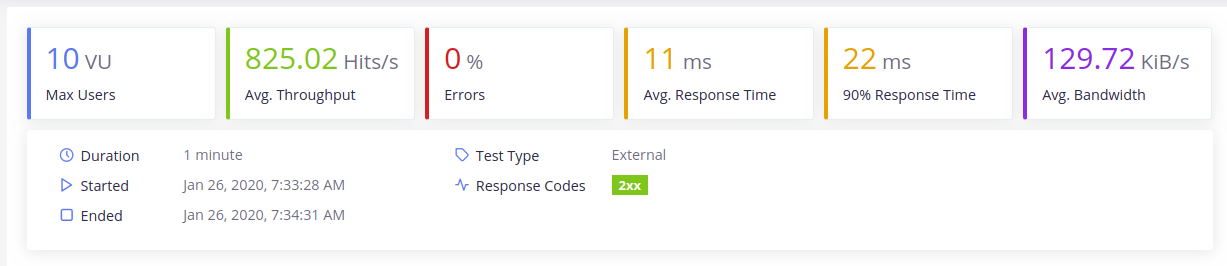 10 VU 825.02 Hits/s 0 % 11 ms 22 ms 129.72 KiB/s
Max Users Avg. Throughput Errors Avg. Response Time 90% Response Time Avg. Bandwidth
Duration 1 minute Test Type External
Started Jan 26, 2020, 7:33:28 AM Response Codes 2xx
Ended Jan 26, 2020, 7:34:31 AM